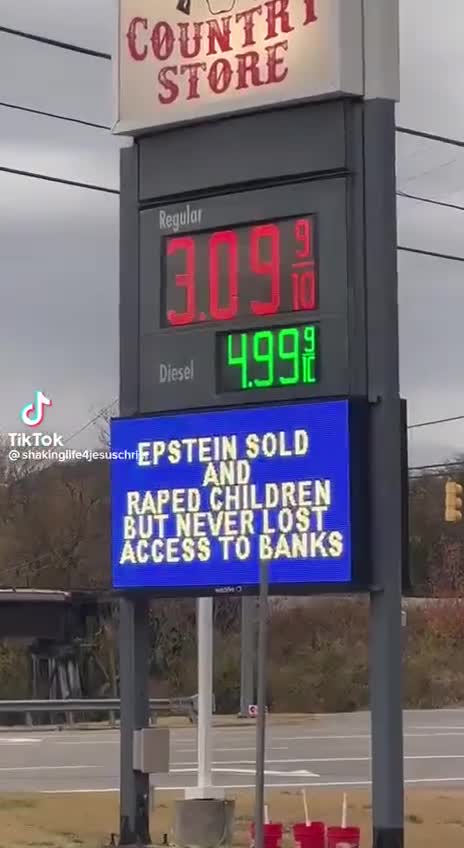 COUNTRY
STORE
Regular
3.09 9/10
Diesel
4.99 9/10
TikTok
@shakinglife4jesuschrist
EPSTEIN SOLD
AND
RAPED CHILDREN
BUT NEVER LOST
ACCESS TO BANKS